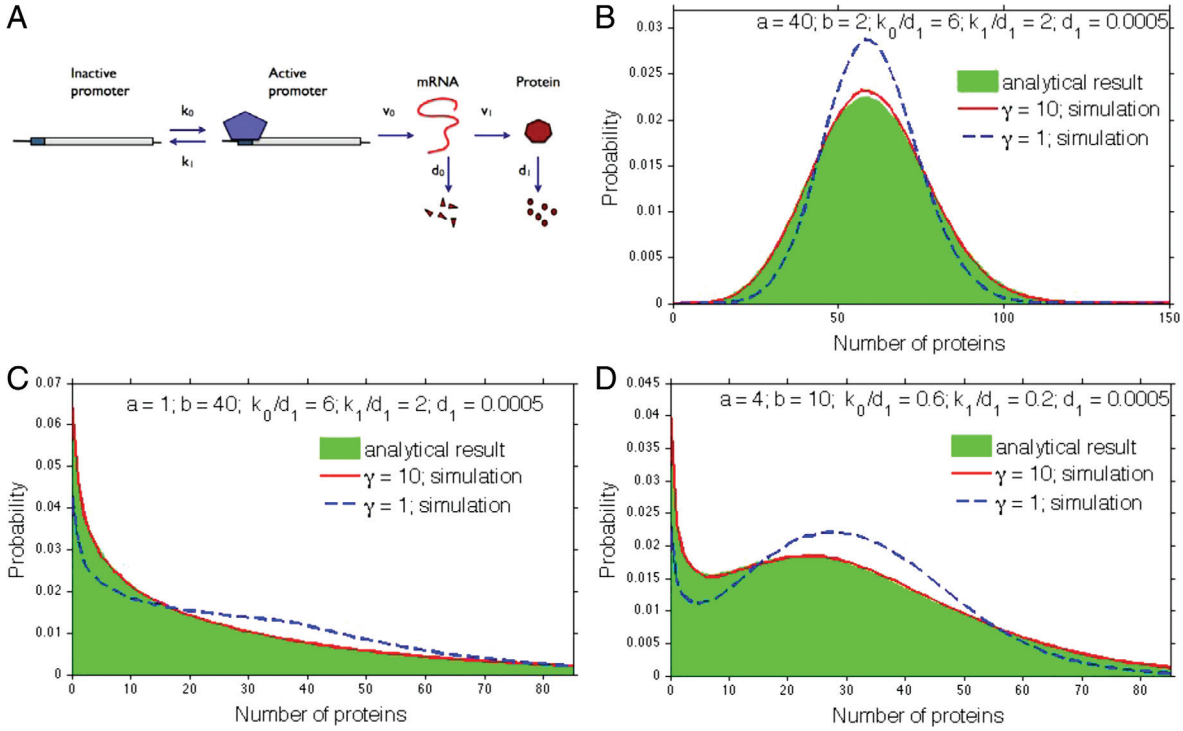 A
Inactive
promoter
Active
promoter
mRNA
Protein
k₀
k₁
v₀
v₁
d₀
d₁
B
a = 40; b = 2; k₀/d₁ = 6; k₁/d₁ = 2; d₁ = 0.0005
analytical result
γ = 10; simulation
γ = 1; simulation
Probability
0.03
0.025
0.02
0.015
0.01
0.005
0
0 50 100 150
Number of proteins
C
a = 1; b = 40; k₀/d₁ = 6; k₁/d₁ = 2; d₁ = 0.0005
analytical result
γ = 10; simulation
γ = 1; simulation
Probability
0.07
0.06
0.05
0.04
0.03
0.02
0.01
0
0 10 20 30 40 50 60 70 80
Number of proteins
D
a = 4; b = 10; k₀/d₁ = 0.6; k₁/d₁ = 0.2; d₁ = 0.0005
analytical result
γ = 10; simulation
γ = 1; simulation
Probability
0.045
0.04
0.035
0.03
0.025
0.02
0.015
0.01
0.005
0
0 10 20 30 40 50 60 70 80
Number of proteins